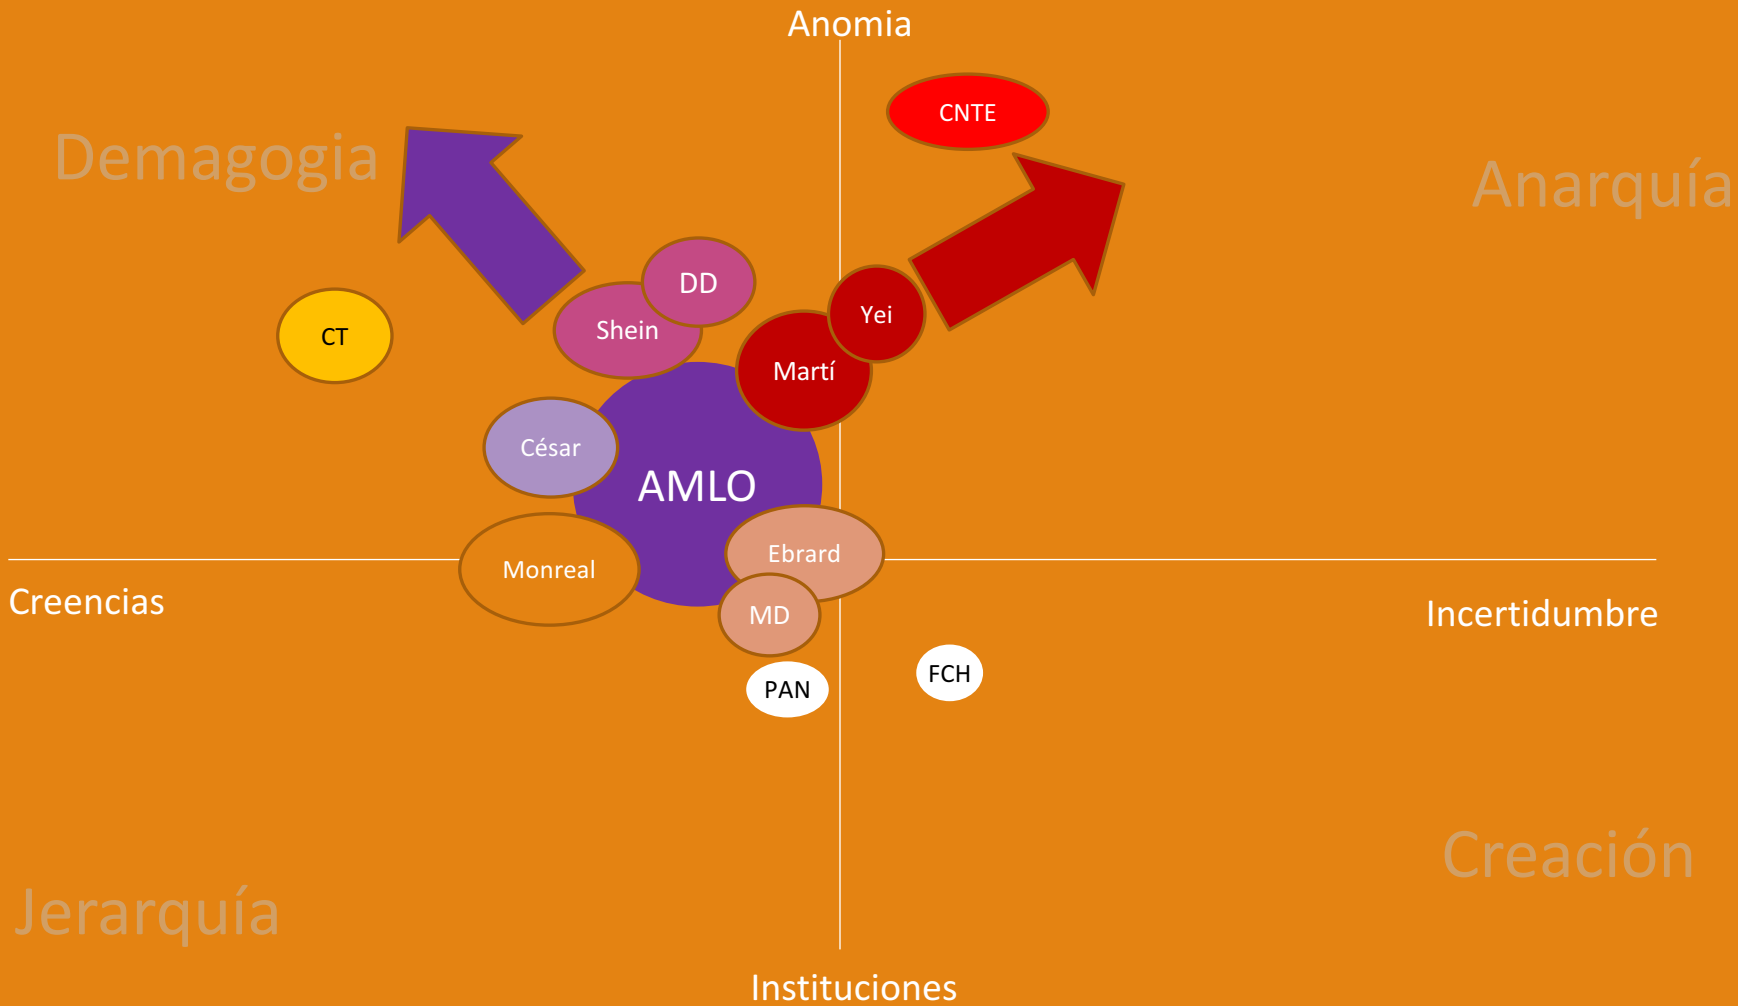 Anomia
CNTE
Demagogia
Anarquía
DD
Yei
Shein
CT
Martí
César
AMLO
Ebrard
Monreal
Creencias
MD
Incertidumbre
FCH
PAN
Creación
Jerarquía
Instituciones